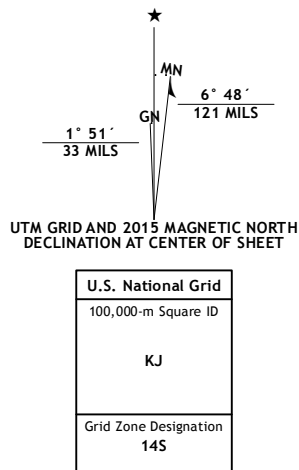 MN
GN
6° 48´
121 MILS
1° 51´
33 MILS
UTM GRID AND 2015 MAGNETIC NORTH
DECLINATION AT CENTER OF SHEET
U.S. National Grid
100,000-m Square ID
KJ
Grid Zone Designation
14S